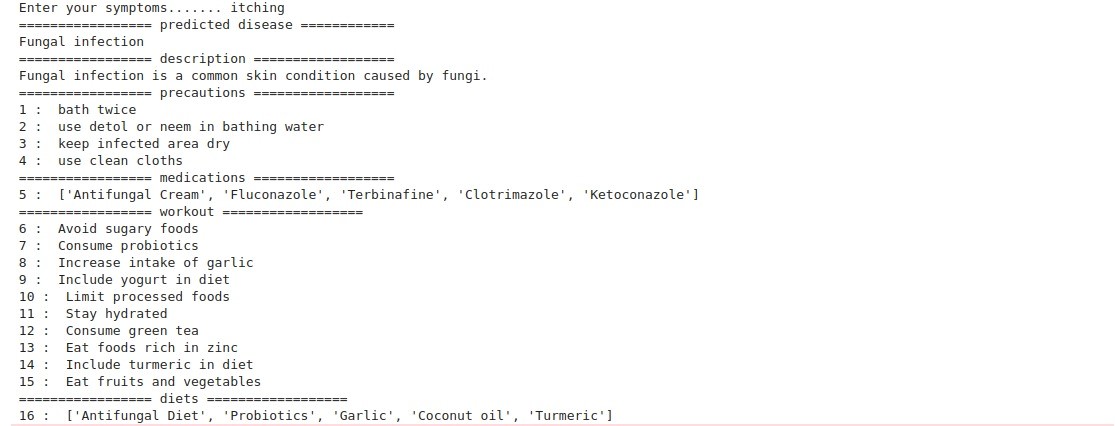 Enter your symptoms....... itching
================= predicted disease ============
Fungal infection
================= description ==================
Fungal infection is a common skin condition caused by fungi.
================= precautions ==================
1 :  bath twice
2 :  use detol or neem in bathing water
3 :  keep infected area dry
4 :  use clean cloths
================= medications ==================
5 :  ['Antifungal Cream', 'Fluconazole', 'Terbinafine', 'Clotrimazole', 'Ketoconazole']
================= workout ==================
6 :  Avoid sugary foods
7 :  Consume probiotics
8 :  Increase intake of garlic
9 :  Include yogurt in diet
10 :  Limit processed foods
11 :  Stay hydrated
12 :  Consume green tea
13 :  Eat foods rich in zinc
14 :  Include turmeric in diet
15 :  Eat fruits and vegetables
================= diets ==================
16 :  ['Antifungal Diet', 'Probiotics', 'Garlic', 'Coconut oil', 'Turmeric']